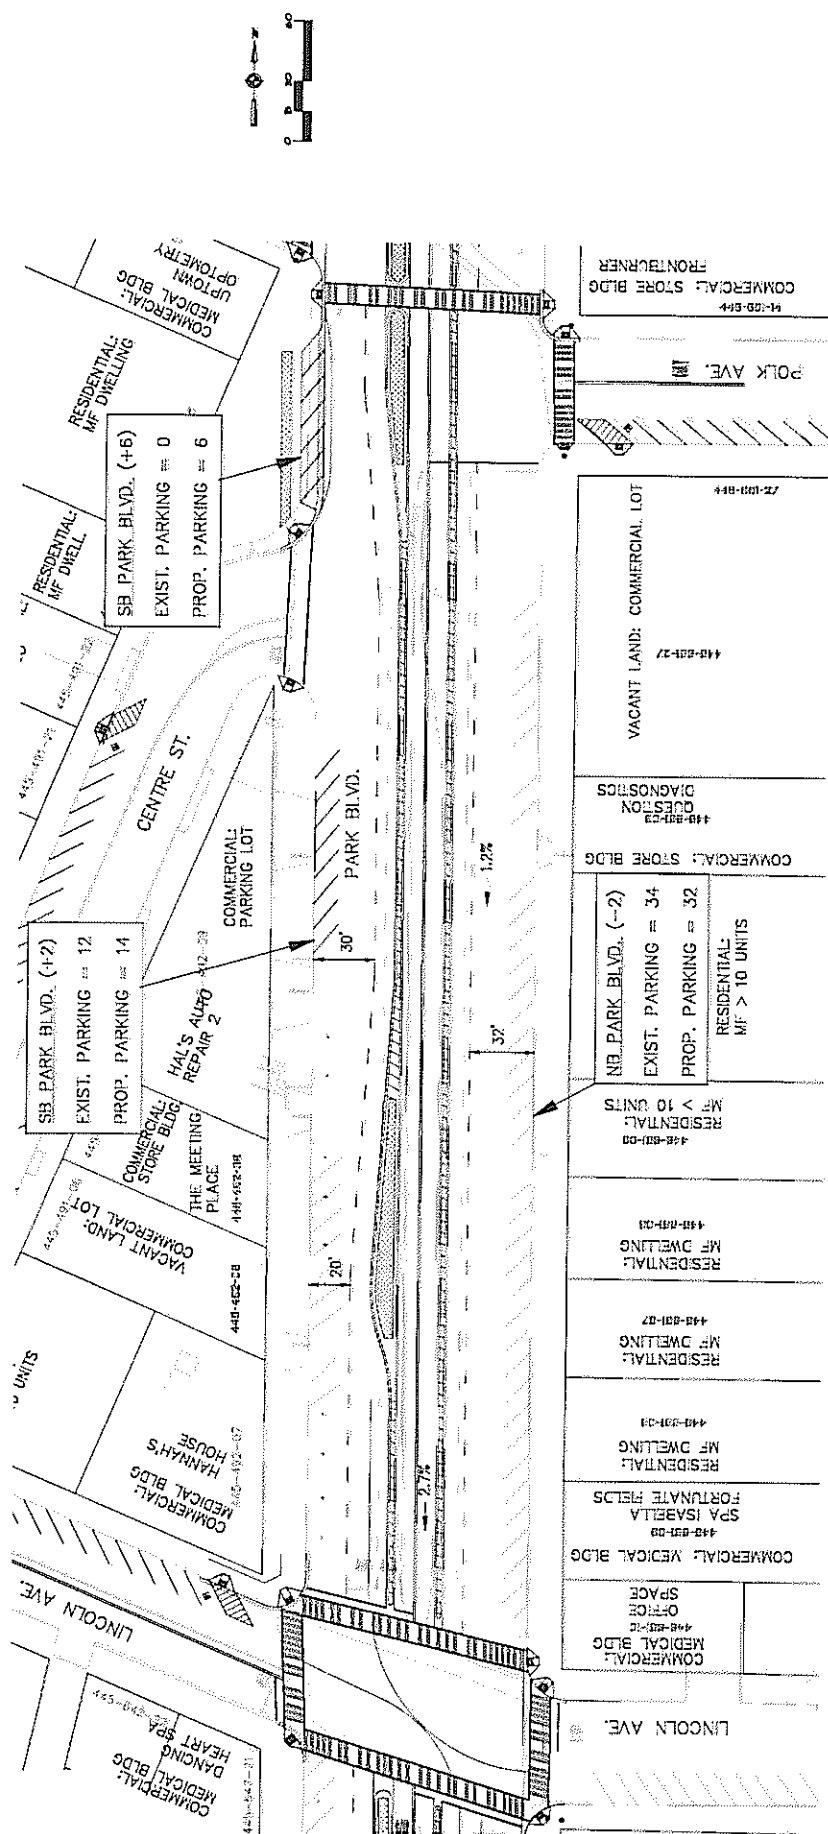 N
0
COMMERCIAL:
MEDICAL BLDG
UPTOWN
OPTOMETRY
RESIDENTIAL:
MF DWELLING
RESIDENTIAL:
MF DWELL.
SB PARK BLVD. (+6)
EXIST. PARKING = 0
PROP. PARKING = 6
COMMERCIAL: STORE BLDG
FRONTBURNER
POLK AVE.
VACANT LAND: COMMERCIAL LOT
CENTRE ST.
PARK BLVD.
COMMERCIAL:
PARKING LOT
QUESTION
DIAGNOSTICS
COMMERCIAL: STORE BLDG
1.2%
30'
SB PARK BLVD. (+2)
EXIST. PARKING = 12
PROP. PARKING = 14
HAL'S AUTO
REPAIR 2
NB PARK BLVD. (-2)
EXIST. PARKING = 34
PROP. PARKING = 32
RESIDENTIAL:
MF > 10 UNITS
32'
COMMERCIAL:
STORE BLDG
THE MEETING
PLACE
RESIDENTIAL:
MF > 10 UNITS
VACANT LAND:
COMMERCIAL LOT
20'
RESIDENTIAL:
MF DWELLING
RESIDENTIAL:
MF DWELLING
UNITS
COMMERCIAL:
MEDICAL BLDG
HANNAH'S
HOUSE
RESIDENTIAL:
MF DWELLING
2.7%
COMMERCIAL: MEDICAL BLDG
SPA ISABELLA
FORTUNATE FIELDS
LINCOLN AVE.
COMMERCIAL:
MEDICAL BLDG
OFFICE
SPACE
LINCOLN AVE.
COMMERCIAL:
MEDICAL BLDG
DANCING
HEART SPA